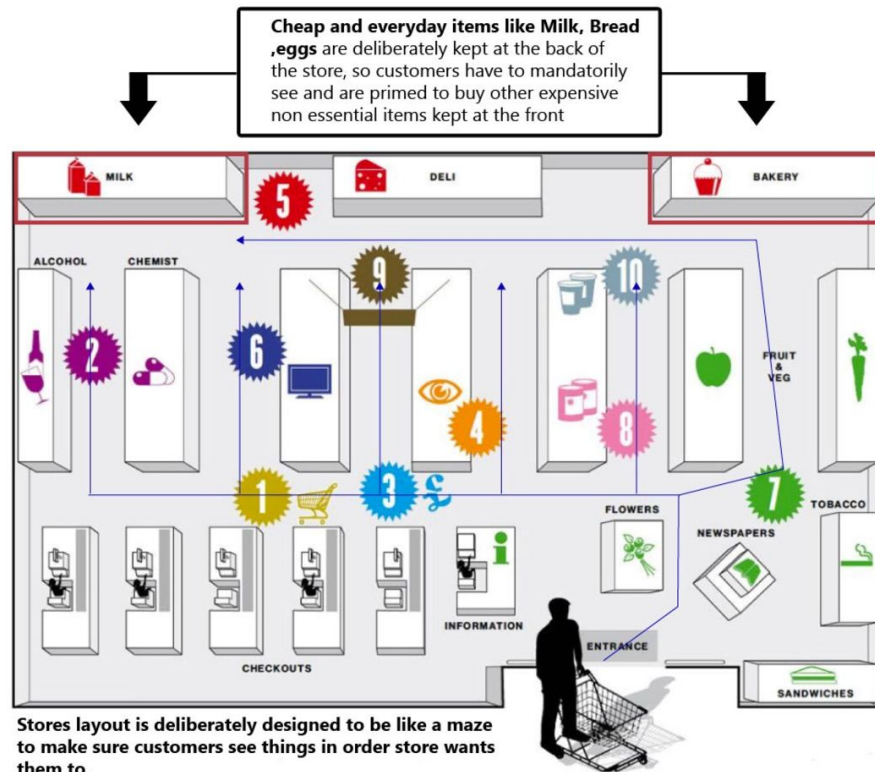 Cheap and everyday items like Milk, Bread
,eggs are deliberately kept at the back of
the store, so customers have to mandatorily
see and are primed to buy other expensive
non essential items kept at the front
MILK
DELI
BAKERY
5
ALCOHOL
CHEMIST
9
10
2
6
FRUIT
&
VEG
4
8
1
3
£
7
FLOWERS
TOBACCO
NEWSPAPERS
i
INFORMATION
ENTRANCE
CHECKOUTS
SANDWICHES
Stores layout is deliberately designed to be like a maze
to make sure customers see things in order store wants
them to